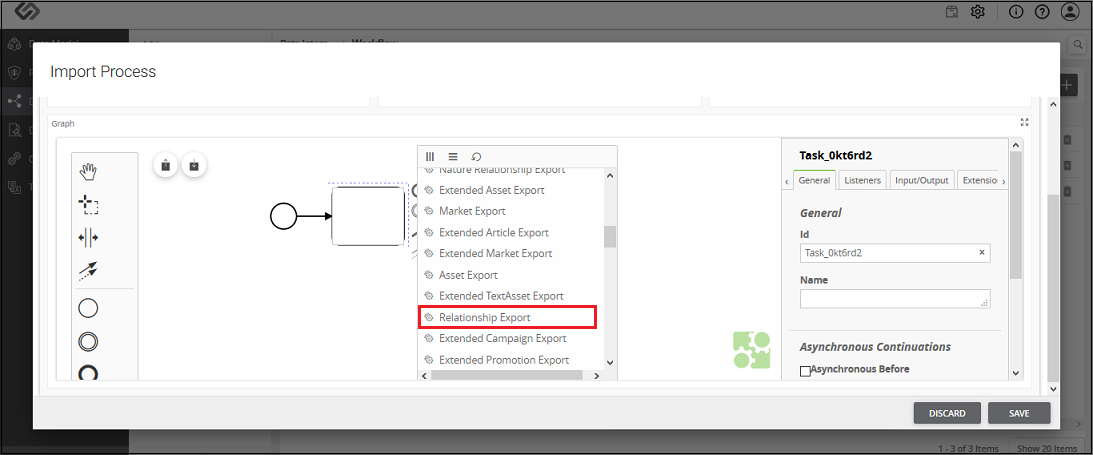 Workflow
Import Process
Graph
Nature Relationship Export
Extended Asset Export
Market Export
Extended Article Export
Extended Market Export
Asset Export
Extended TextAsset Export
Relationship Export
Extended Campaign Export
Extended Promotion Export
Task_0kt6rd2
General
Listeners
Input/Output
Extensio
General
Id
Task_0kt6rd2
Name
Asynchronous Continuations
Asynchronous Before
DISCARD
SAVE
1 - 3 of 3 Items
Show 20 Items